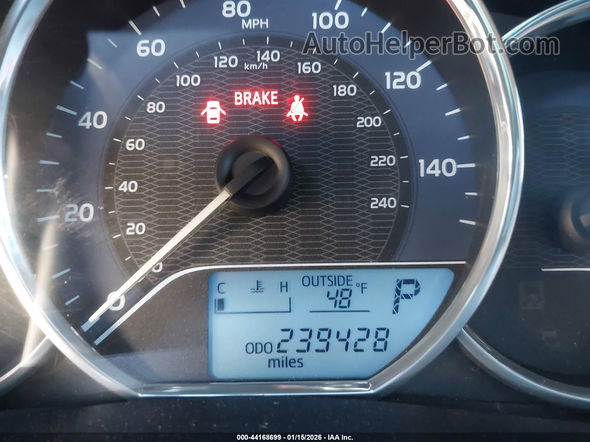 80
MPH
100
60
AutoHelperBot.com
120
140
km/h
100
160
120
BRAKE
80
180
40
60
200
40
220
140
20
20
240
0
0
C H
OUTSIDE
48 °F
P
ODO 239428
miles
000-44168699 - 01/15/2026 - IAA Inc.